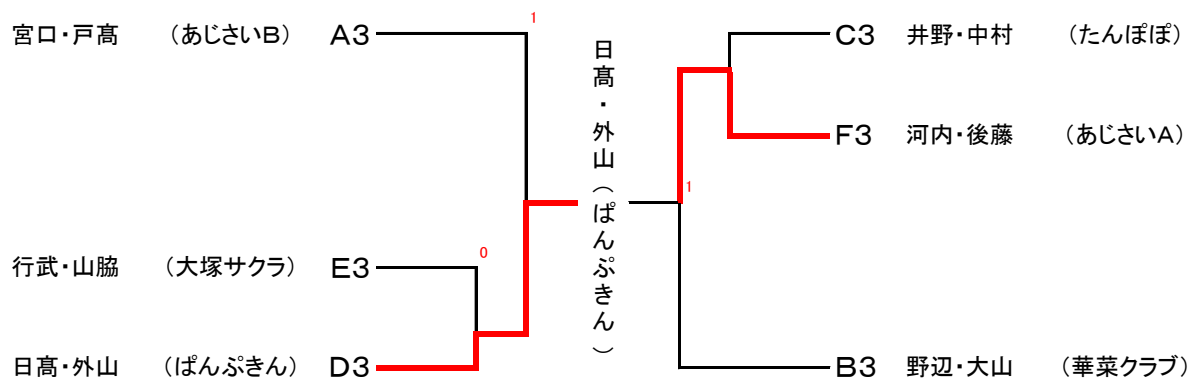 宮口・戸髙 （あじさいB） A3
1
行武・山脇 （大塚サクラ） E3
0
日髙・外山 （ぱんぷきん） D3
日髙・外山（ぱんぷきん）
C3 井野・中村 （たんぽぽ）
F3 河内・後藤 （あじさいA）
1
B3 野辺・大山 （華菜クラブ）